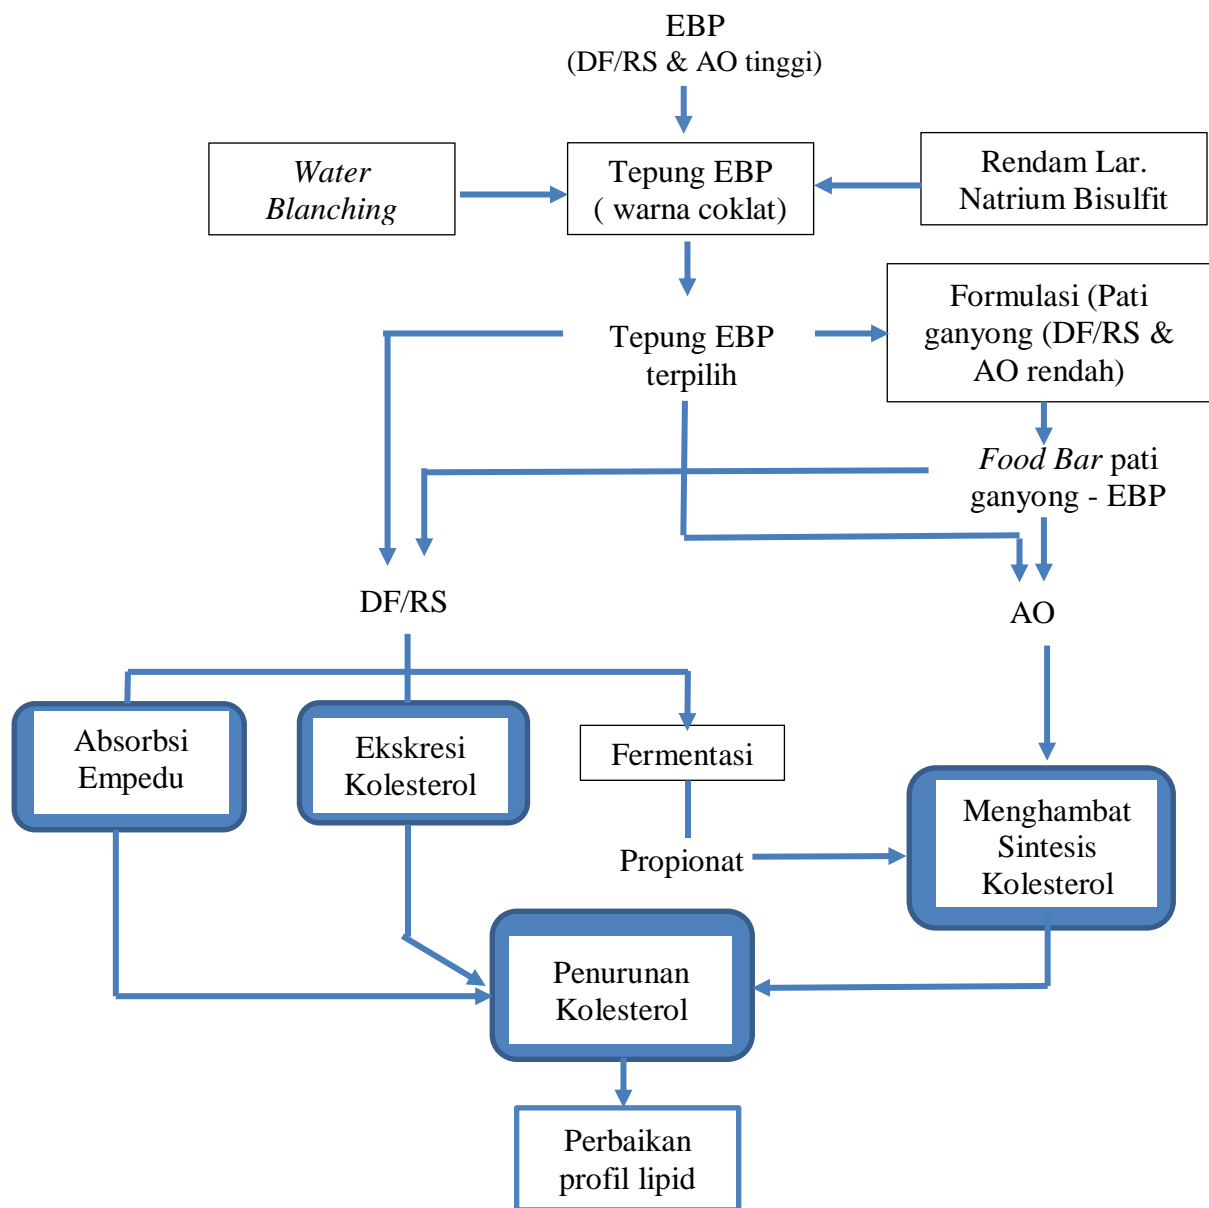 EBP
(DF/RS & AO tinggi)
Water
Blanching
Tepung EBP
( warna coklat)
Rendam Lar.
Natrium Bisulfit
Tepung EBP
terpilih
Formulasi (Pati
ganyong (DF/RS &
AO rendah)
Food Bar pati
ganyong - EBP
DF/RS
AO
Absorbsi
Empedu
Ekskresi
Kolesterol
Fermentasi
Propionat
Menghambat
Sintesis
Kolesterol
Penurunan
Kolesterol
Perbaikan
profil lipid